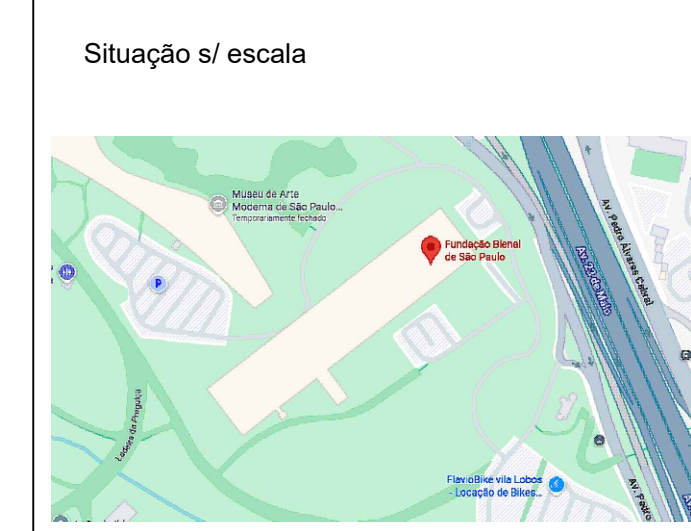 Situação s/ escala
Museu de Arte
Moderna de São Paulo...
Temporariamente fechado
Fundação Bienal
de São Paulo
Av. Pedro Álvares Cabral
Av. 23 de Maio
P
Ladeira da Preguiça
FlavioBike vila Lobos
- Locação de Bikes...
Av. Pedro